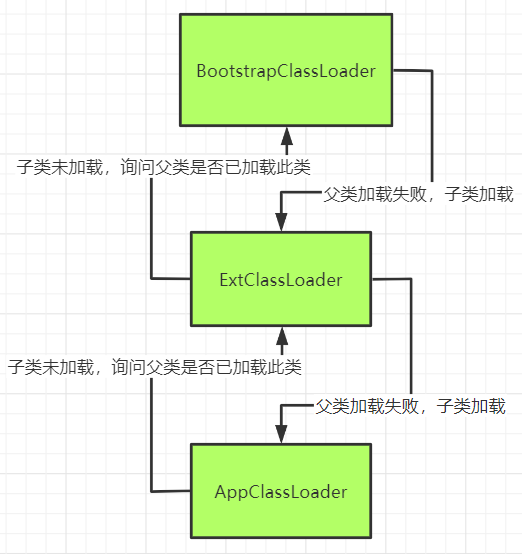 BootstrapClassLoader
子类未加载，询问父类是否已加载此类
父类加载失败，子类加载
ExtClassLoader
子类未加载，询问父类是否已加载此类
父类加载失败，子类加载
AppClassLoader